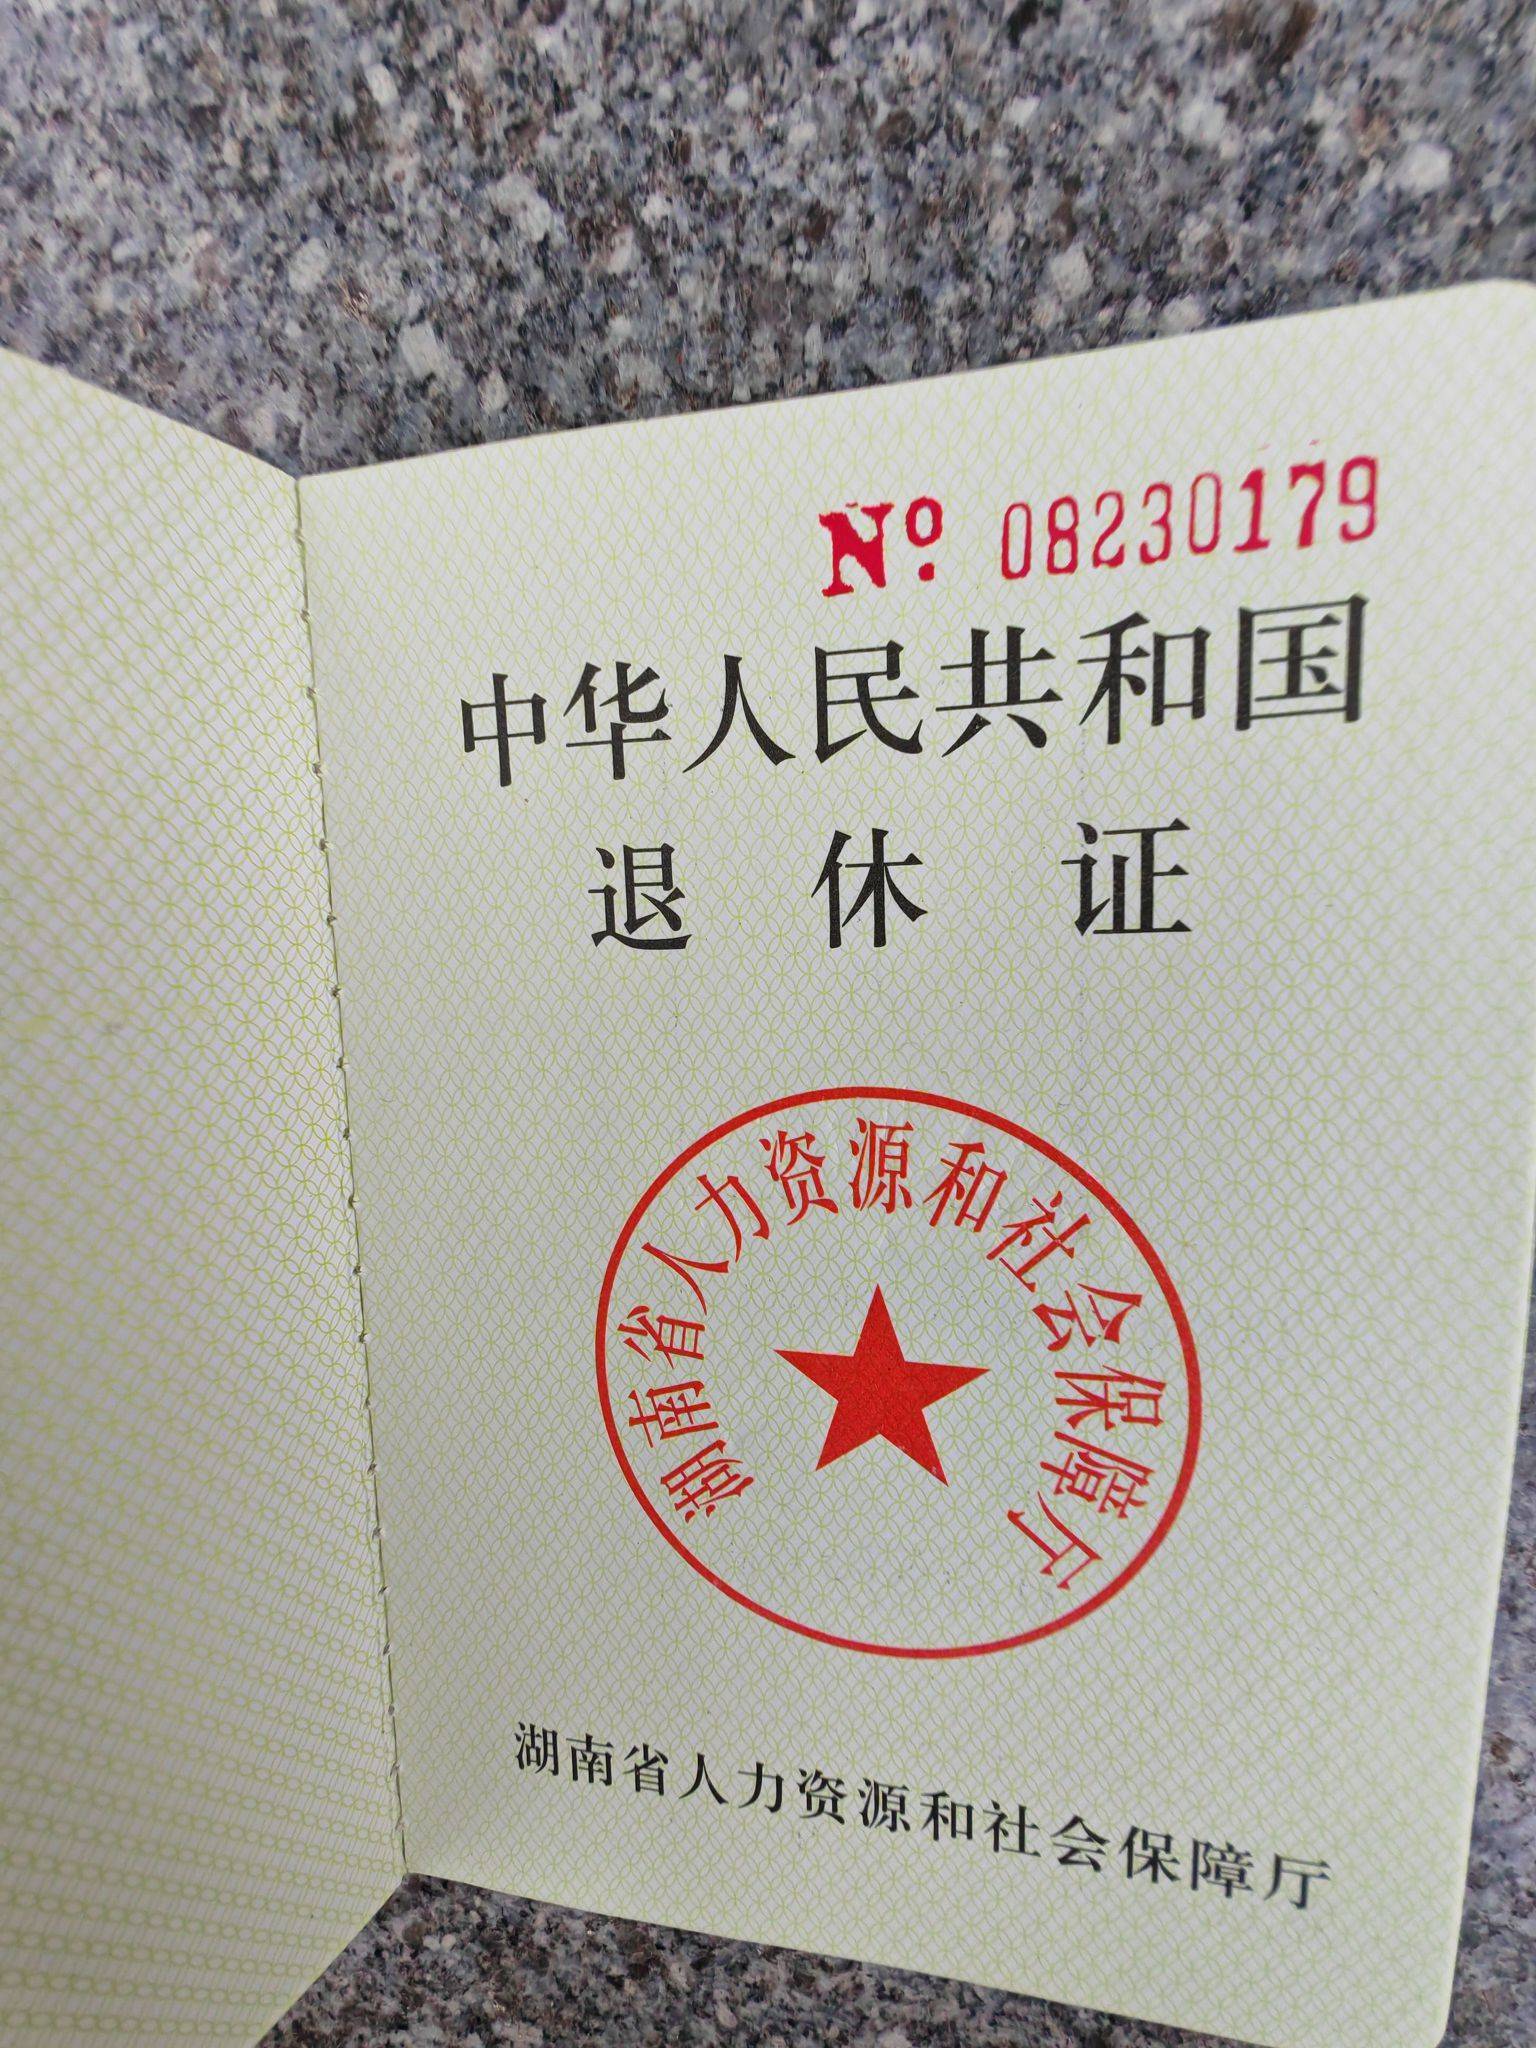 Nº 08230179
中华人民共和国
退休证
湖南省人力资源和社会保障厅
湖南省人力资源和社会保障厅